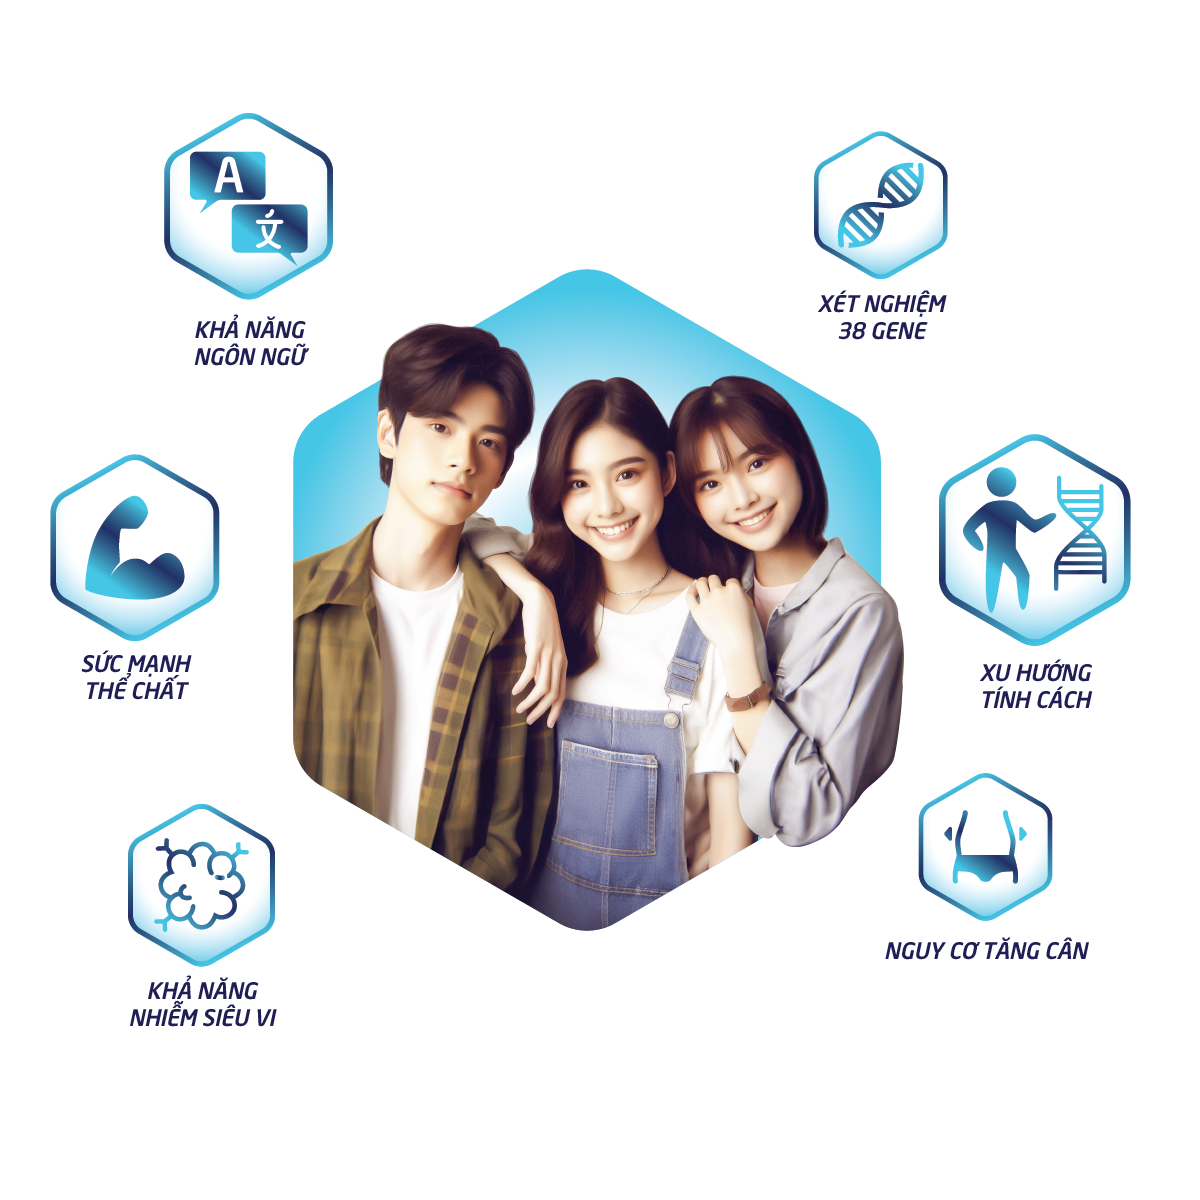 A
文
KHẢ NĂNG
NGÔN NGỮ
XÉT NGHIỆM
38 GENE
SỨC MẠNH
THỂ CHẤT
XU HƯỚNG
TÍNH CÁCH
KHẢ NĂNG
NHIỄM SIÊU VI
NGUY CƠ TĂNG CÂN